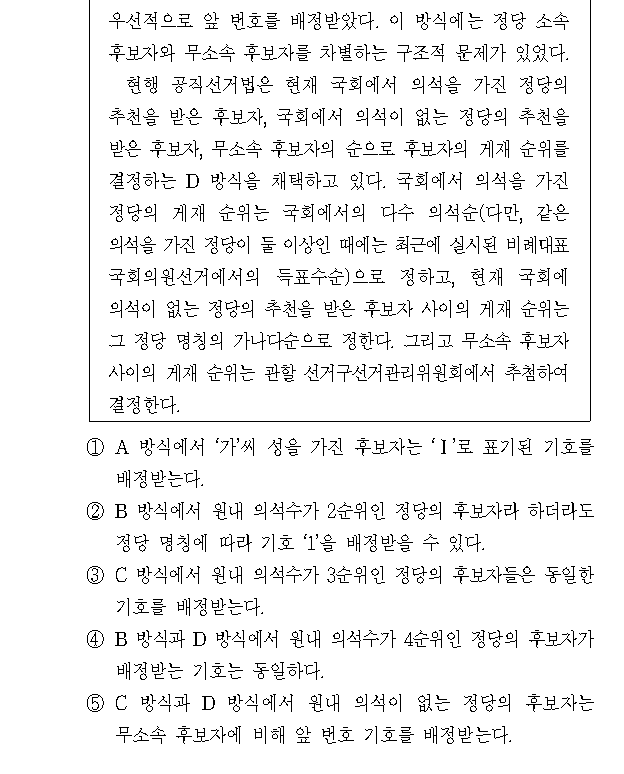 우선적으로 앞 번호를 배정받았다. 이 방식에는 정당 소속
후보자와 무소속 후보자를 차별하는 구조적 문제가 있었다.
현행 공직선거법은 현재 국회에서 의석을 가진 정당의
추천을 받은 후보자, 국회에서 의석이 없는 정당의 추천을
받은 후보자, 무소속 후보자의 순으로 후보자의 게재 순위를
결정하는 D 방식을 채택하고 있다. 국회에서 의석을 가진
정당의 게재 순위는 국회에서의 다수 의석순(다만, 같은
의석을 가진 정당이 둘 이상인 때에는 최근에 실시된 비례대표
국회의원선거에서의 득표수순)으로 정하고, 현재 국회에
의석이 없는 정당의 추천을 받은 후보자 사이의 게재 순위는
그 정당 명칭의 가나다순으로 정한다. 그리고 무소속 후보자
사이의 게재 순위는 관할 선거구선거관리위원회에서 추첨하여
결정한다.
① A 방식에서 ‘가’씨 성을 가진 후보자는 ‘Ⅰ’로 표기된 기호를
배정받는다.
② B 방식에서 원내 의석수가 2순위인 정당의 후보자라 하더라도
정당 명칭에 따라 기호 ‘1’을 배정받을 수 있다.
③ C 방식에서 원내 의석수가 3순위인 정당의 후보자들은 동일한
기호를 배정받는다.
④ B 방식과 D 방식에서 원내 의석수가 4순위인 정당의 후보자가
배정받는 기호는 동일하다.
⑤ C 방식과 D 방식에서 원내 의석이 없는 정당의 후보자는
무소속 후보자에 비해 앞 번호 기호를 배정받는다.